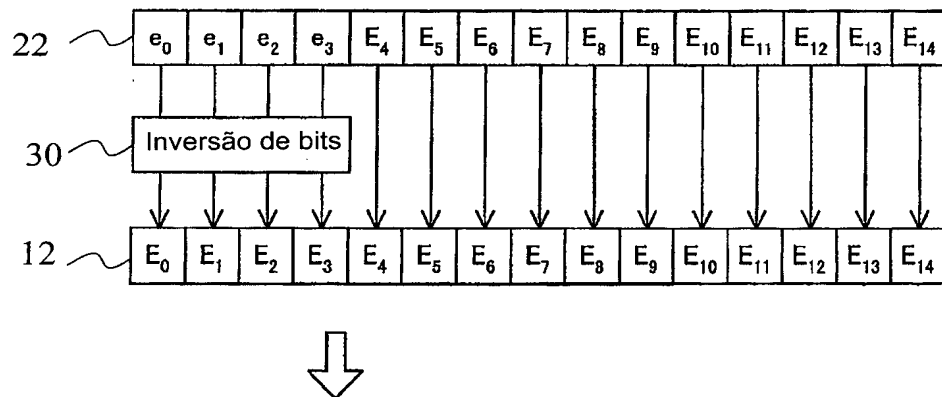 22 e₀ e₁ e₂ e₃ E₄ E₅ E₆ E₇ E₈ E₉ E₁₀ E₁₁ E₁₂ E₁₃ E₁₄
30 Inversão de bits
12 E₀ E₁ E₂ E₃ E₄ E₅ E₆ E₇ E₈ E₉ E₁₀ E₁₁ E₁₂ E₁₃ E₁₄